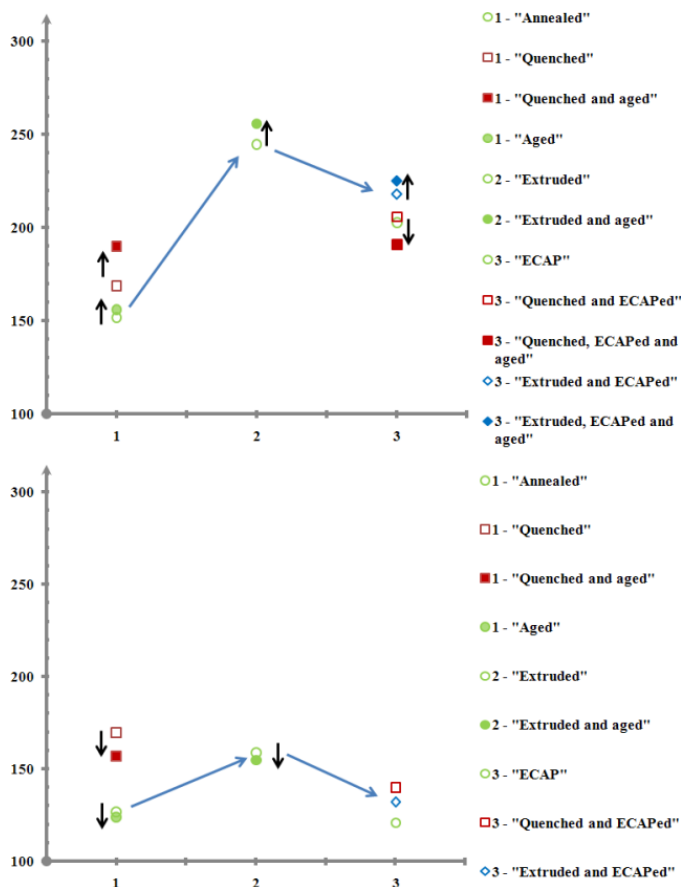 300
250
200
150
100
1
2
3
1 - "Annealed"
1 - "Quenched"
1 - "Quenched and aged"
1 - "Aged"
2 - "Extruded"
2 - "Extruded and aged"
3 - "ECAP"
3 - "Quenched and ECAPed"
3 - "Quenched, ECAPed and
aged"
3 - "Extruded and ECAPed"
3 - "Extruded, ECAPed and
aged"
300
250
200
150
100
1
2
3
1 - "Annealed"
1 - "Quenched"
1 - "Quenched and aged"
1 - "Aged"
2 - "Extruded"
2 - "Extruded and aged"
3 - "ECAP"
3 - "Quenched and ECAPed"
3 - "Extruded and ECAPed"